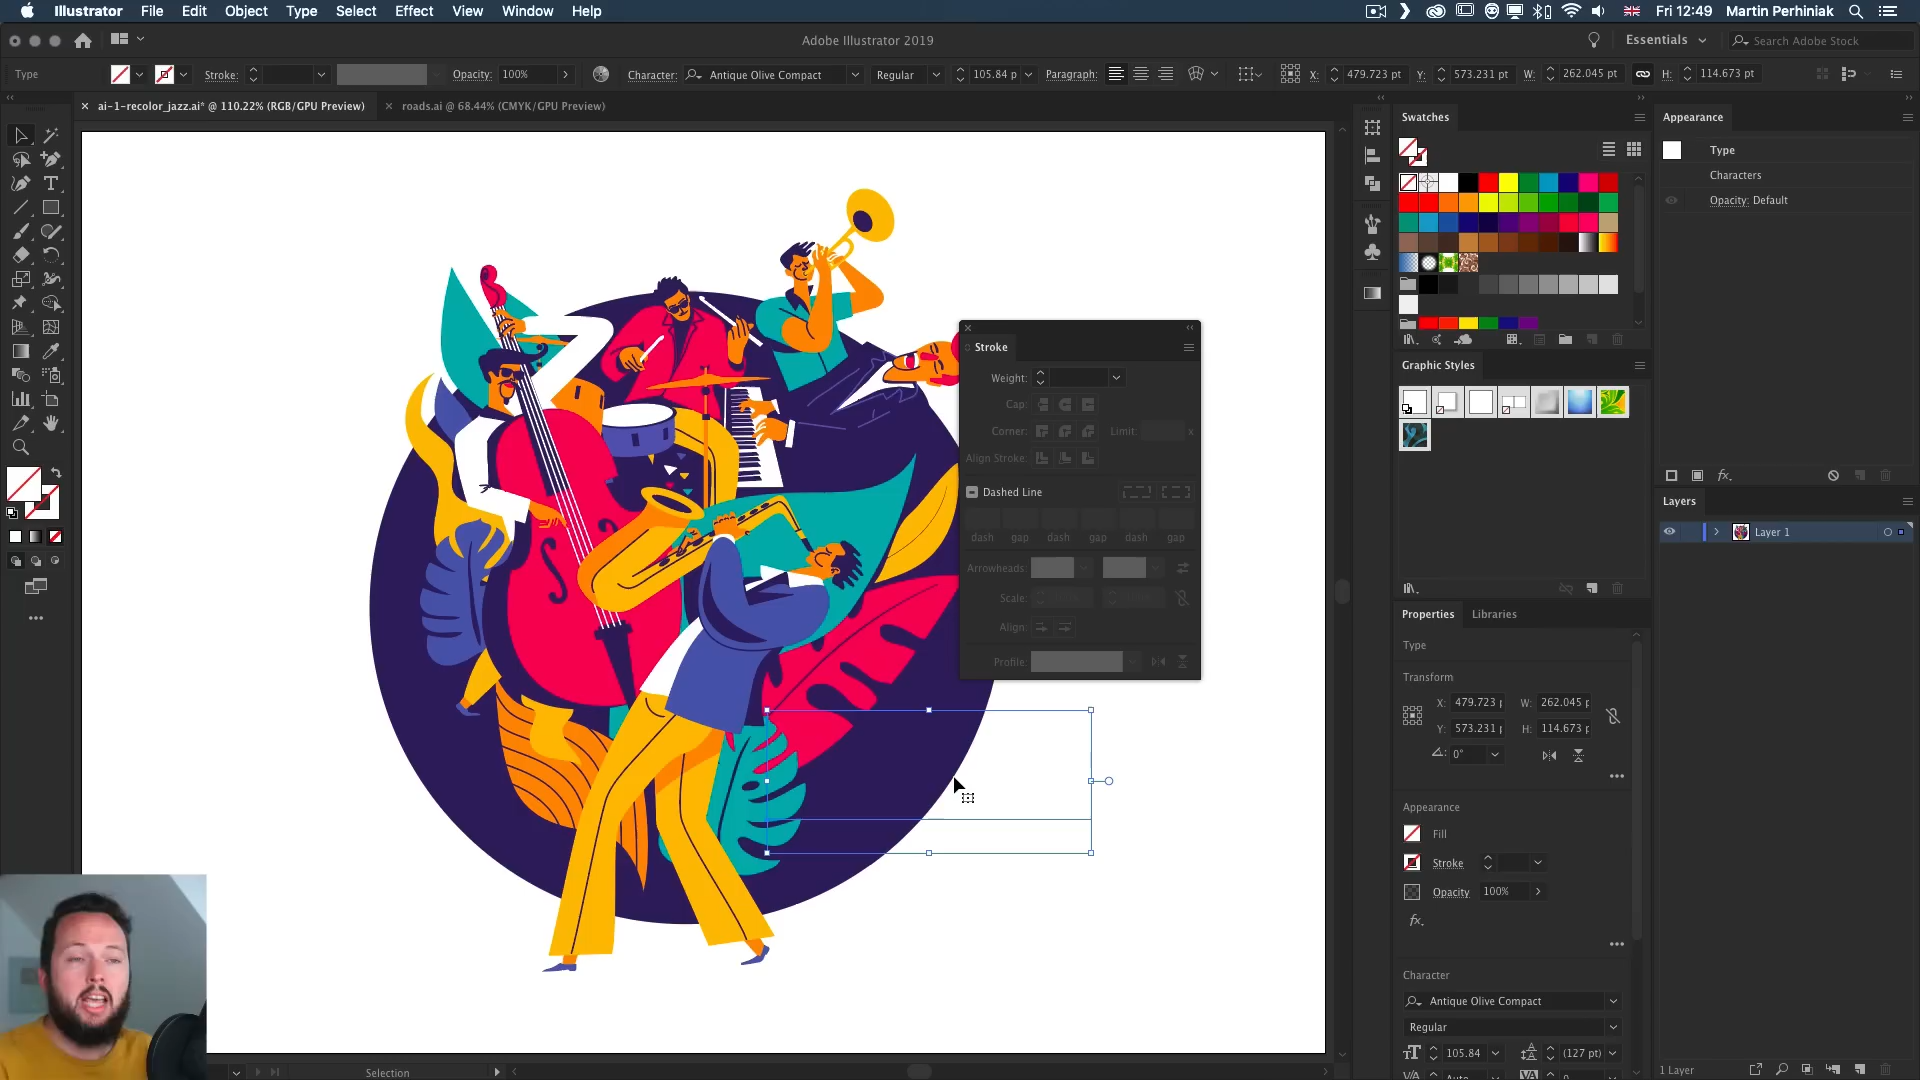 Illustrator File Edit Object Type Select Effect View Window Help Fri 12:49 Martin Perhiniak
Adobe Illustrator 2019 Essentials Search Adobe Stock
Type Stroke: Opacity: 100% Character: Antique Olive Compact Regular 105.84 p Paragraph: X: 479.723 pt Y: 573.231 pt W: 262.045 pt H: 114.673 pt
ai-1-recolor_jazz.ai* @ 110.22% (RGB/GPU Preview) roads.ai @ 68.44% (CMYK/GPU Preview)
Swatches
Appearance
Type
Characters
Opacity: Default
Stroke
Weight:
Cap:
Corner: Limit: x
Align Stroke:
Dashed Line
dash gap dash gap dash gap
Arrowheads:
Scale:
Align:
Profile:
Graphic Styles
Layers
Layer 1
Properties Libraries
Type
Transform
X: 479.723 p W: 262.045 p
Y: 573.231 p H: 114.673 p
0°
Appearance
Fill
Stroke
Opacity 100%
fx
Character
Antique Olive Compact
Regular
105.84 (127 pt)
Auto 0
Selection
1 Layer